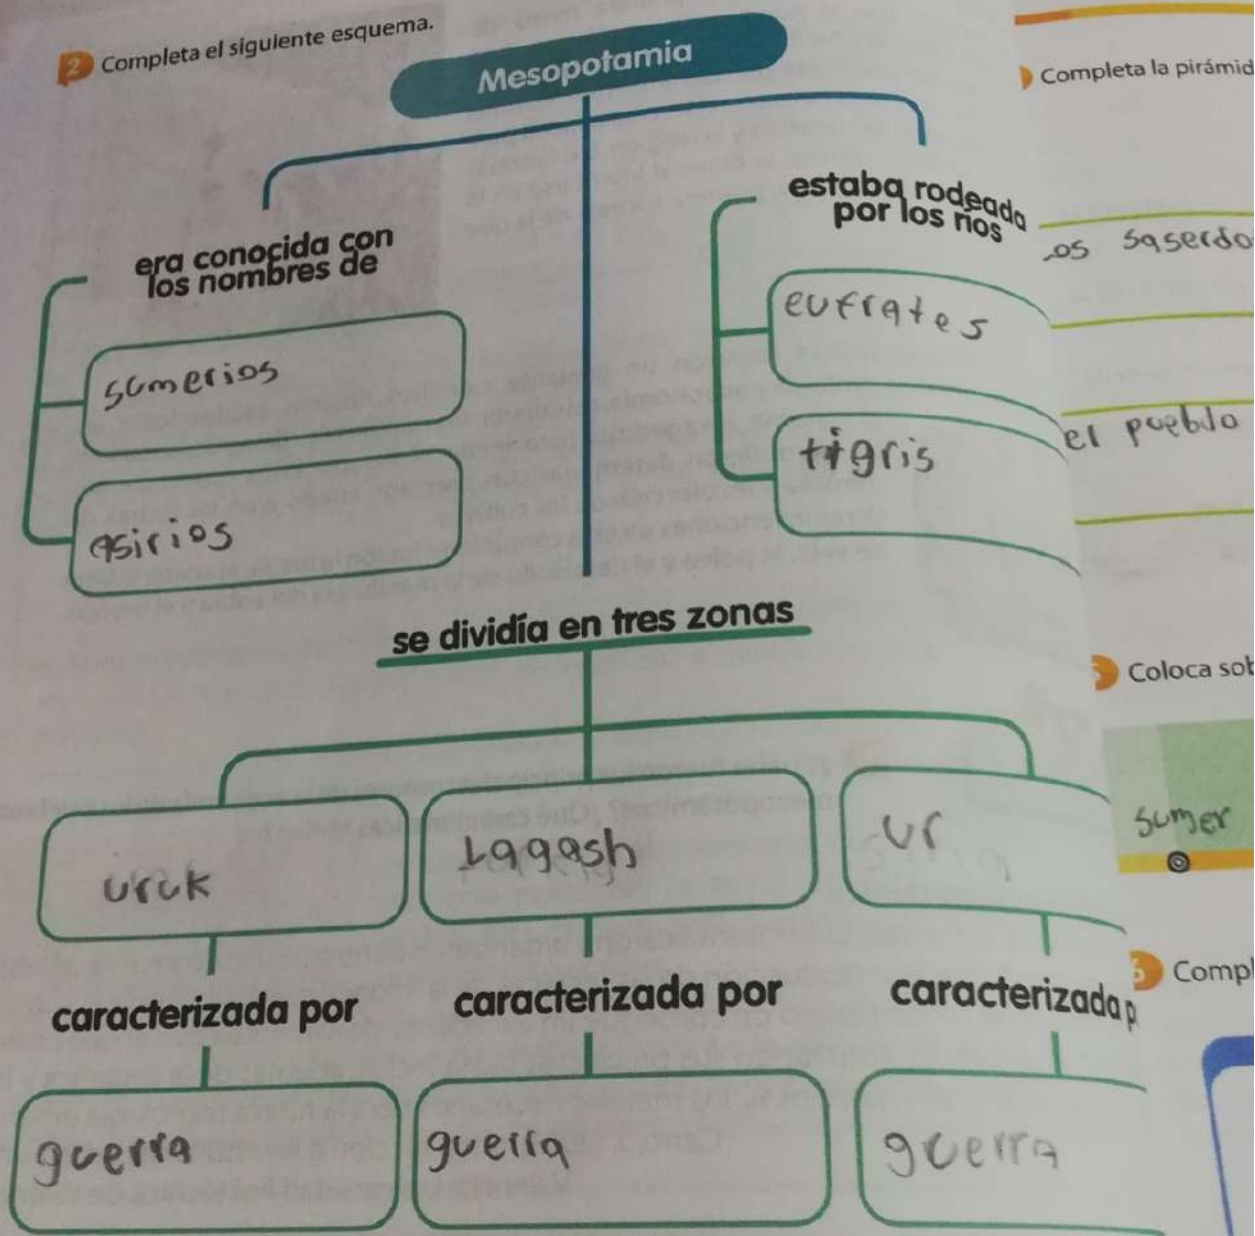 2 Completa el siguiente esquema.
Mesopotamia
era conocida con
los nombres de
sumerios
asirios
estaba rodeada
por los ríos
eufrates
tigris
se dividía en tres zonas
uruk
Lagash
ur
caracterizada por
caracterizada por
caracterizada p
guerra
guerra
guerra
Completa la pirámid
os saserdo
el pueblo
Coloca sob
sumer
6 Compl